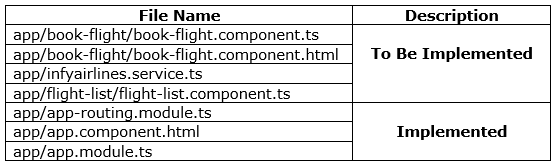 File Name Description
app/book-flight/book-flight.component.ts
app/book-flight/book-flight.component.html
To Be Implemented
app/infyairlines.service.ts
app/flight-list/flight-list.component.ts
app/app-routing.module.ts
app/app.component.html
Implemented
app/app.module.ts